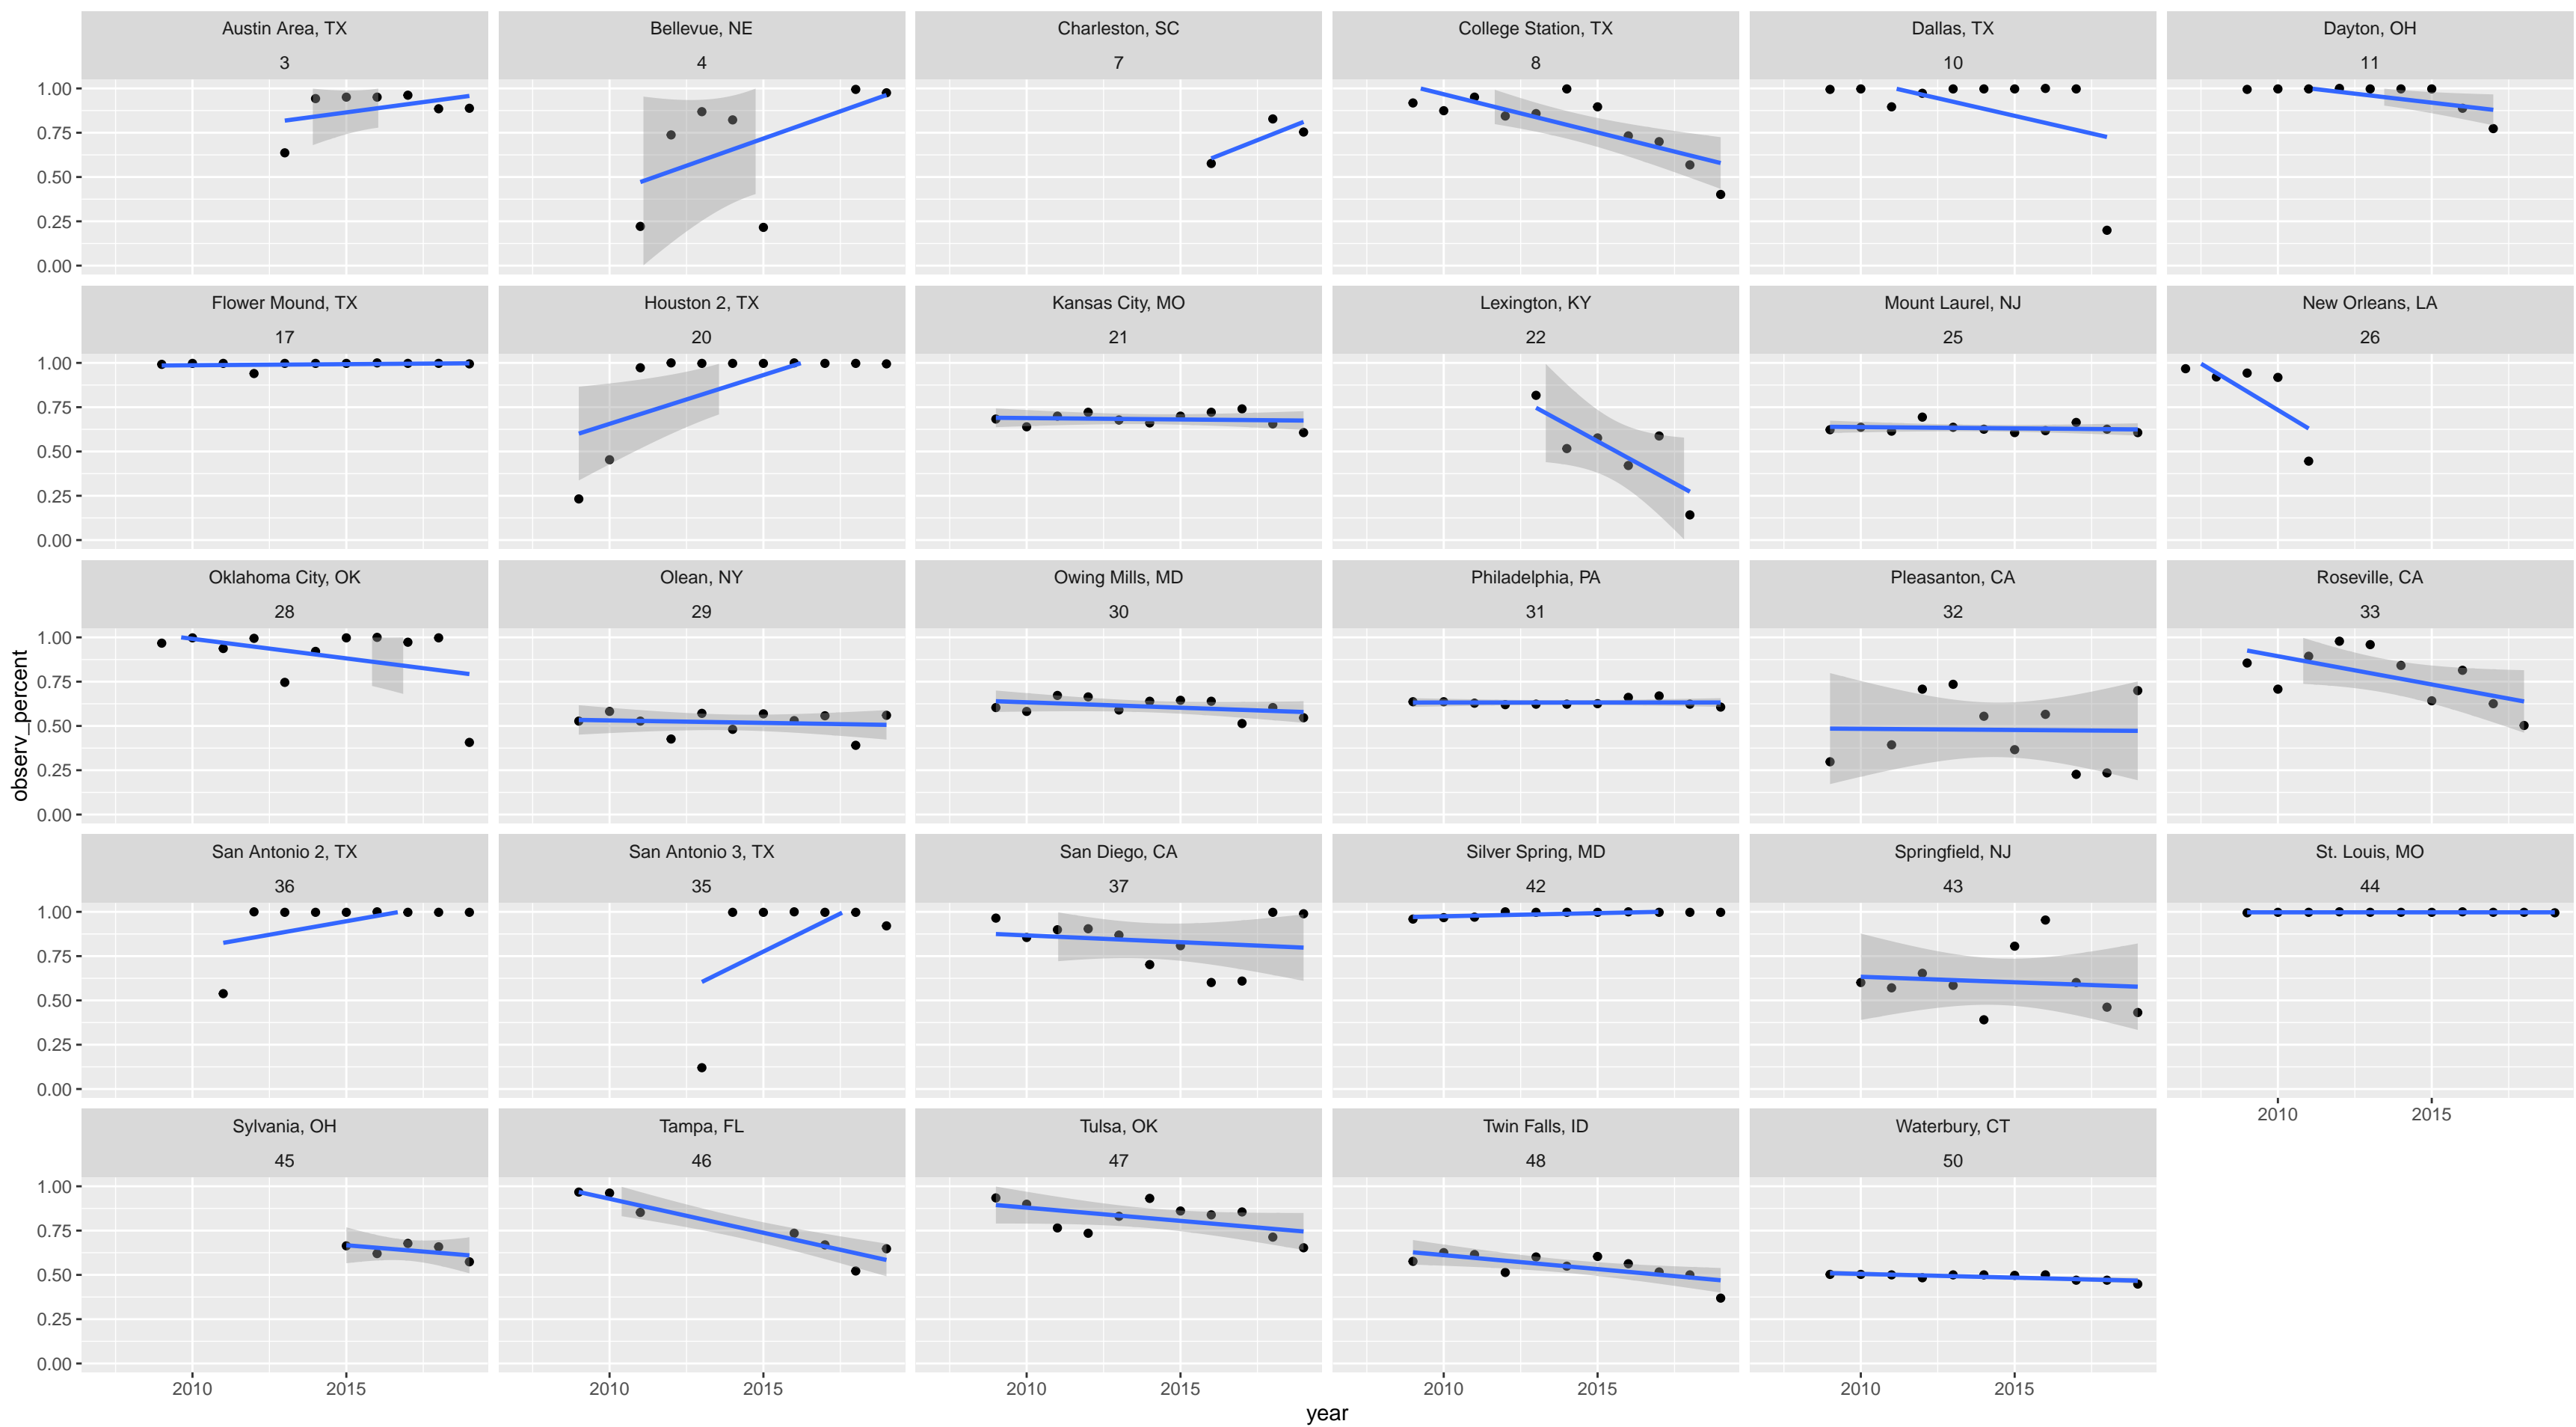 Austin Area, TX
3
Bellevue, NE
4
Charleston, SC
7
College Station, TX
8
Dallas, TX
10
Dayton, OH
11
1.00
0.75
0.50
0.25
0.00
Flower Mound, TX
17
Houston 2, TX
20
Kansas City, MO
21
Lexington, KY
22
Mount Laurel, NJ
25
New Orleans, LA
26
1.00
0.75
0.50
0.25
0.00
Oklahoma City, OK
28
Olean, NY
29
Owing Mills, MD
30
Philadelphia, PA
31
Pleasanton, CA
32
Roseville, CA
33
1.00
0.75
0.50
0.25
0.00
observ_percent
San Antonio 2, TX
36
San Antonio 3, TX
35
San Diego, CA
37
Silver Spring, MD
42
Springfield, NJ
43
St. Louis, MO
44
1.00
0.75
0.50
0.25
0.00
2010 2015
Sylvania, OH
45
Tampa, FL
46
Tulsa, OK
47
Twin Falls, ID
48
Waterbury, CT
50
1.00
0.75
0.50
0.25
0.00
2010 2015 2010 2015 2010 2015 2010 2015 2010 2015
year